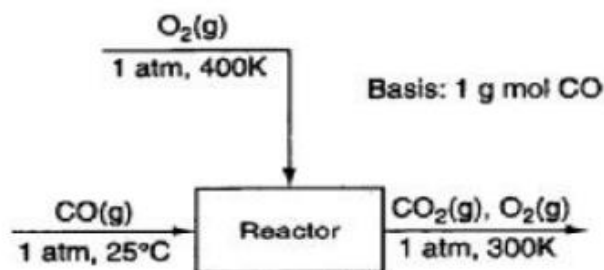 O₂(g)
1 atm, 400K
Basis: 1 g mol CO
CO(g)
1 atm, 25°C
Reactor
CO₂(g), O₂(g)
1 atm, 300K